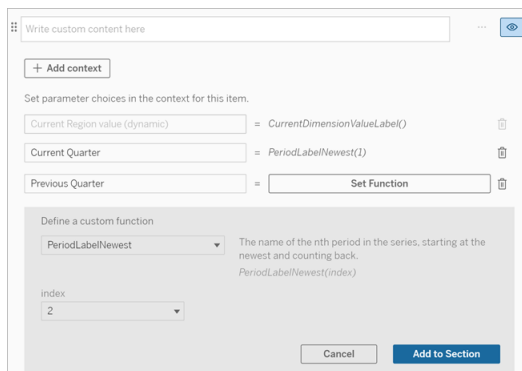 Write custom content here
+ Add context
Set parameter choices in the context for this item.
Current Region value (dynamic) = CurrentDimensionValueLabel()
Current Quarter = PeriodLabelNewest(1)
Previous Quarter = Set Function
Define a custom function
PeriodLabelNewest
The name of the nth period in the series, starting at the
newest and counting back.
PeriodLabelNewest(index)
index
2
Cancel
Add to Section